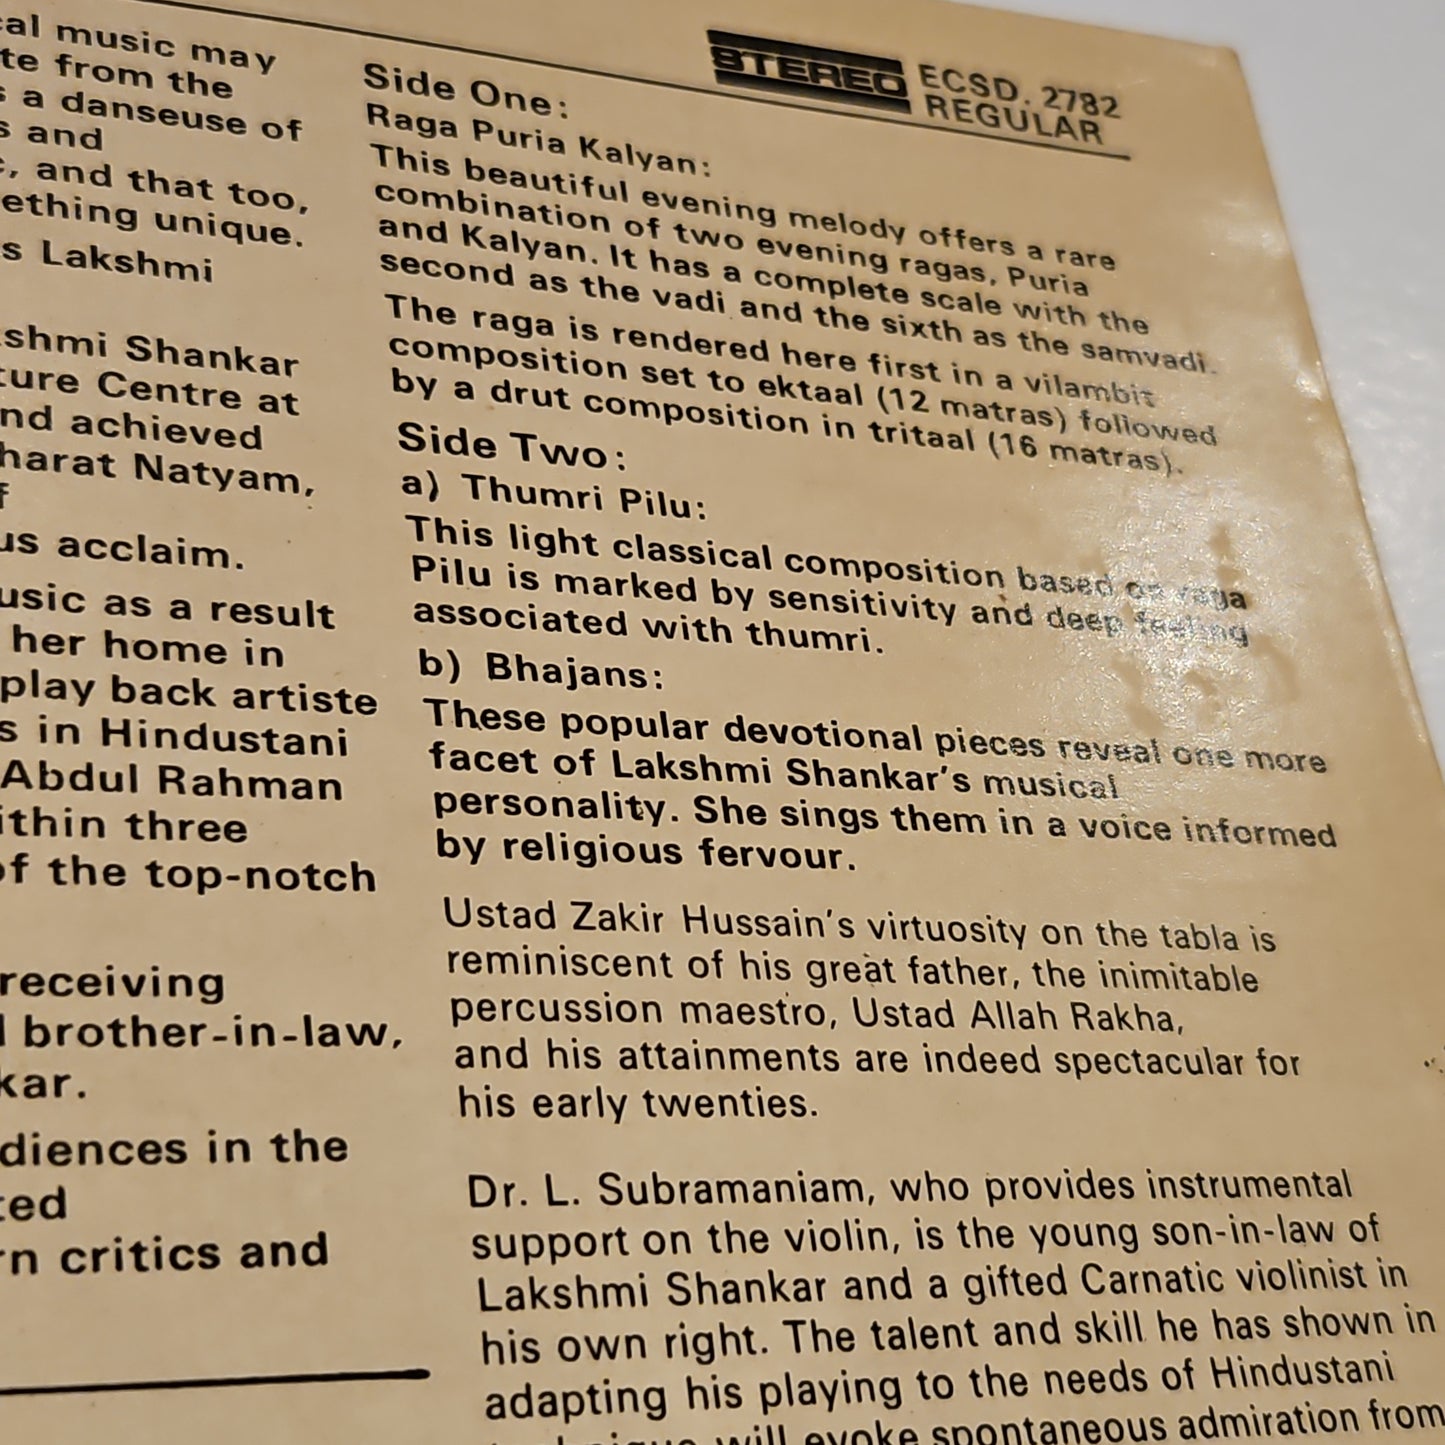 cal music may
te from the
s a danseuse of
s and
c, and that too,
ething unique.
s Lakshmi
kshmi Shankar
ture Centre at
nd achieved
harat Natyam,
f
us acclaim.
usic as a result
her home in
play back artiste
s in Hindustani
Abdul Rahman
ithin three
of the top-notch
receiving
l brother-in-law,
kar.
diences in the
ted
rn critics and
STEREO ECSD. 2782
REGULAR
Side One:
Raga Puria Kalyan:
This beautiful evening melody offers a rare
combination of two evening ragas, Puria
and Kalyan. It has a complete scale with the
second as the vadi and the sixth as the samvadi.
The raga is rendered here first in a vilambit
composition set to ektaal (12 matras) followed
by a drut composition in tritaal (16 matras).
Side Two:
a) Thumri Pilu:
This light classical composition based on raga
Pilu is marked by sensitivity and deep feeling
associated with thumri.
b) Bhajans:
These popular devotional pieces reveal one more
facet of Lakshmi Shankar's musical
personality. She sings them in a voice informed
by religious fervour.
Ustad Zakir Hussain's virtuosity on the tabla is
reminiscent of his great father, the inimitable
percussion maestro, Ustad Allah Rakha,
and his attainments are indeed spectacular for
his early twenties.
Dr. L. Subramaniam, who provides instrumental
support on the violin, is the young son-in-law of
Lakshmi Shankar and a gifted Carnatic violinist in
his own right. The talent and skill he has shown in
adapting his playing to the needs of Hindustani
will evoke spontaneous admiration from